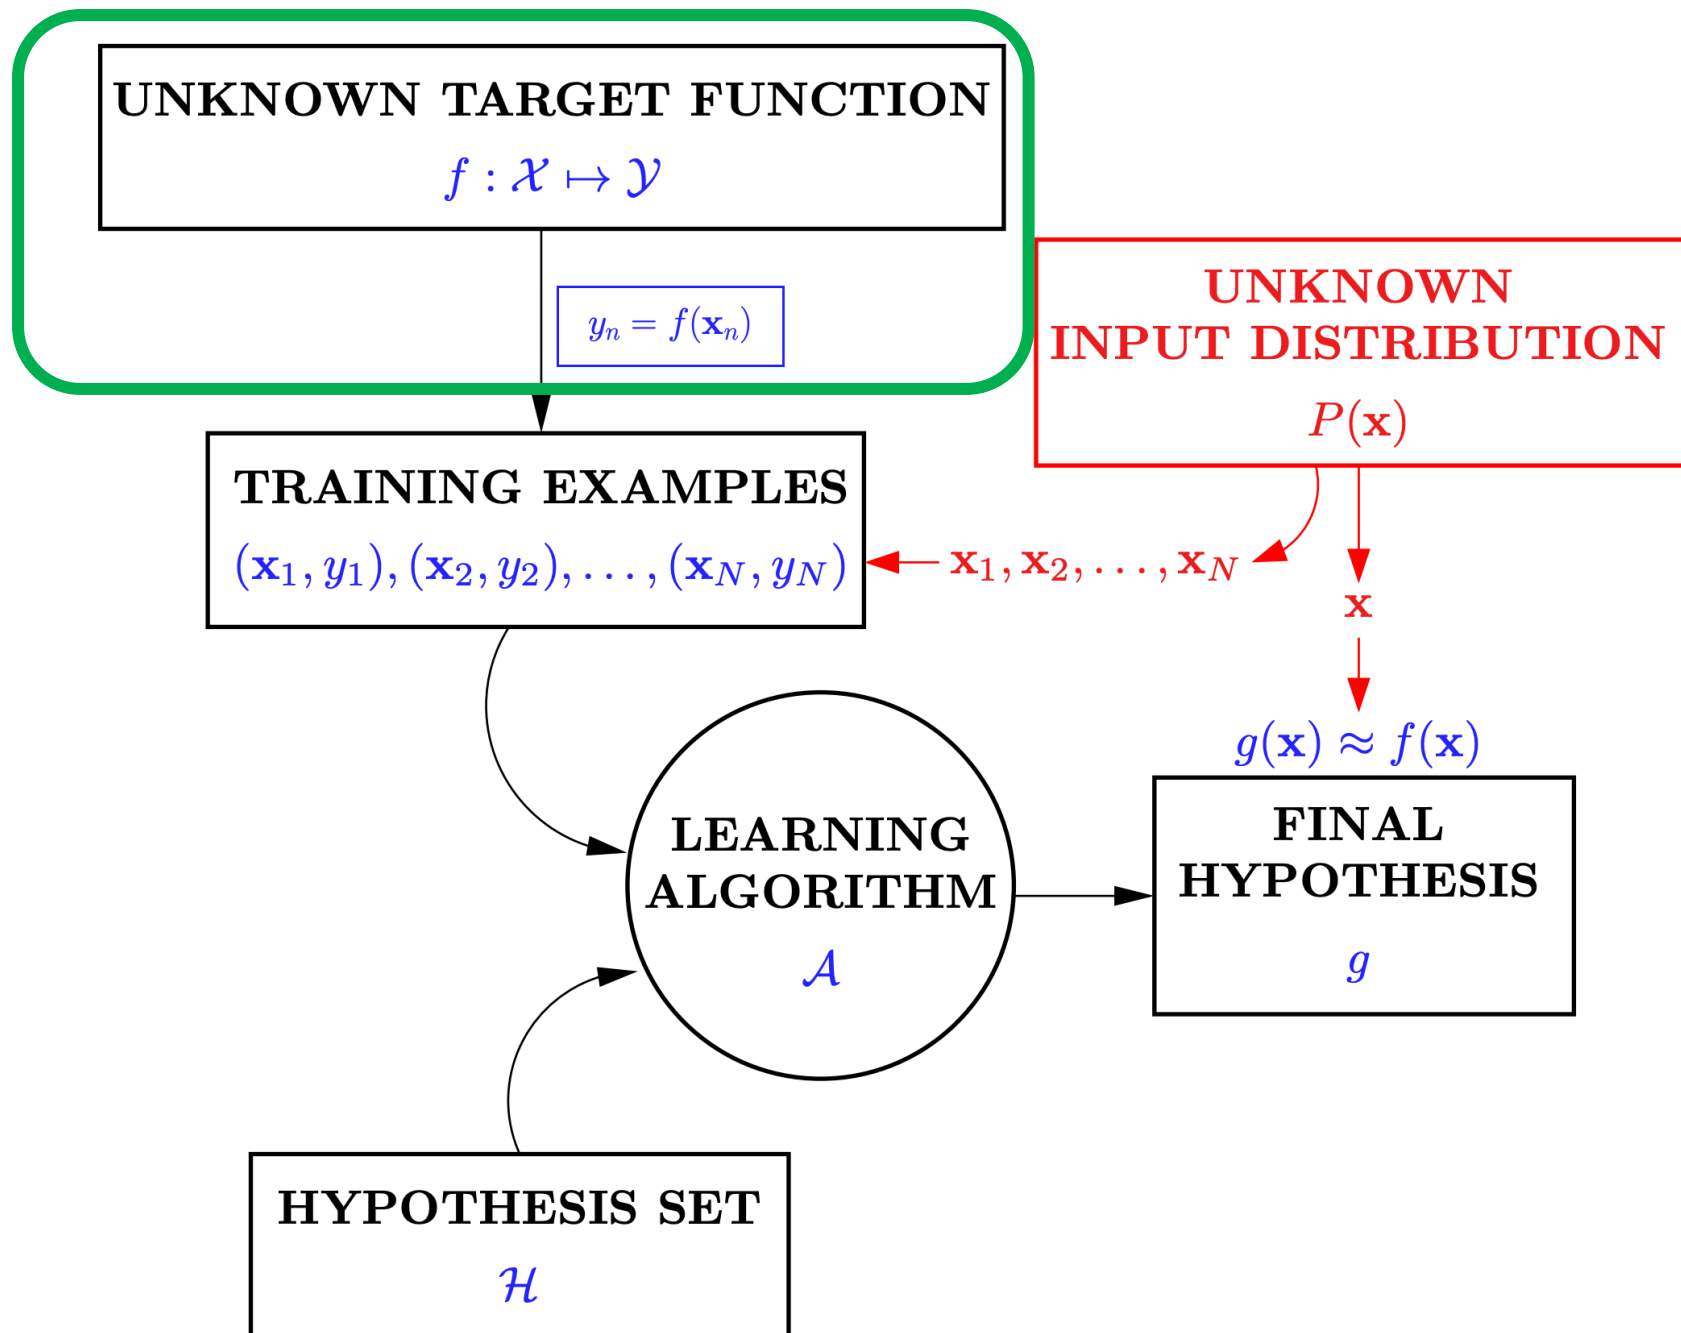 UNKNOWN TARGET FUNCTION
f : 𝒳 ↦ 𝒴
yₙ = f(𝐱ₙ)
UNKNOWN
INPUT DISTRIBUTION
P(𝐱)
TRAINING EXAMPLES
(𝐱₁, y₁), (𝐱₂, y₂), . . . , (𝐱_N, y_N)
𝐱₁, 𝐱₂, . . . , 𝐱_N
𝐱
g(𝐱) ≈ f(𝐱)
LEARNING
ALGORITHM
𝒜
FINAL
HYPOTHESIS
g
HYPOTHESIS SET
ℋ